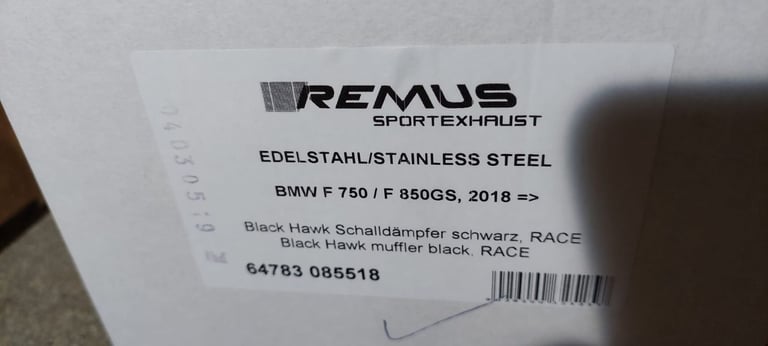 REMUS
SPORTEXHAUST
EDELSTAHL/STAINLESS STEEL
BMW F 750 / F 850GS, 2018 =>
Black Hawk Schalldämpfer schwarz, RACE
Black Hawk muffler black, RACE
64783 085518